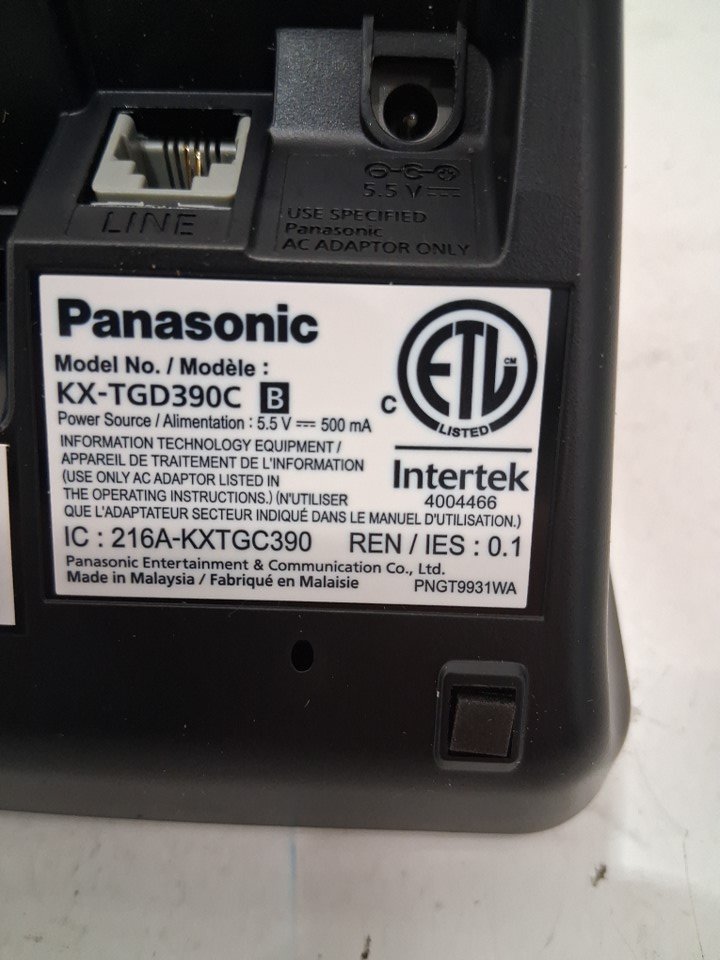 LINE
5.5 V
USE SPECIFIED
Panasonic
AC ADAPTOR ONLY
Panasonic
Model No. / Modèle :
KX-TGD390C B
Power Source / Alimentation : 5.5 V ⎓ 500 mA
INFORMATION TECHNOLOGY EQUIPMENT /
APPAREIL DE TRAITEMENT DE L'INFORMATION
(USE ONLY AC ADAPTOR LISTED IN
THE OPERATING INSTRUCTIONS.) (N'UTILISER
QUE L'ADAPTATEUR SECTEUR INDIQUÉ DANS LE MANUEL D'UTILISATION.)
IC : 216A-KXTGC390 REN / IES : 0.1
Panasonic Entertainment & Communication Co., Ltd.
Made in Malaysia / Fabriqué en Malaisie
PNGT9931WA
ETL CM
C
LISTED
Intertek
4004466